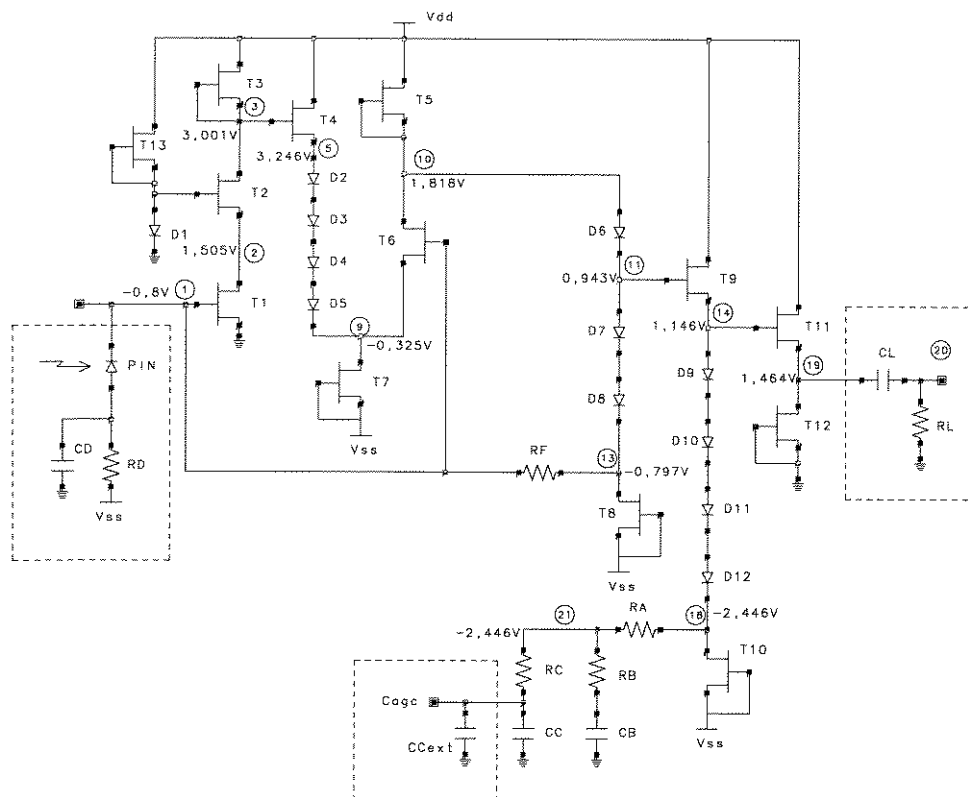 Vdd
T3
3
T4
T5
3,001V
T13
3,246V
5
10
1,818V
T2
D2
D1
D3
T6
D6
1,505V
2
11
D4
0,943V
T9
-0,8V
1
T1
D5
14
T11
9
D7
1,146V
PIN
-0,325V
CL
20
D9
1,464V
19
T7
D8
RL
T12
CD
RD
Vss
RF
13
D10
-0,797V
Vss
T8
D11
Vss
D12
RA
-2,446V
21
18
-2,446V
RC
RB
T10
Cagc
CC
CB
Vss
CCext